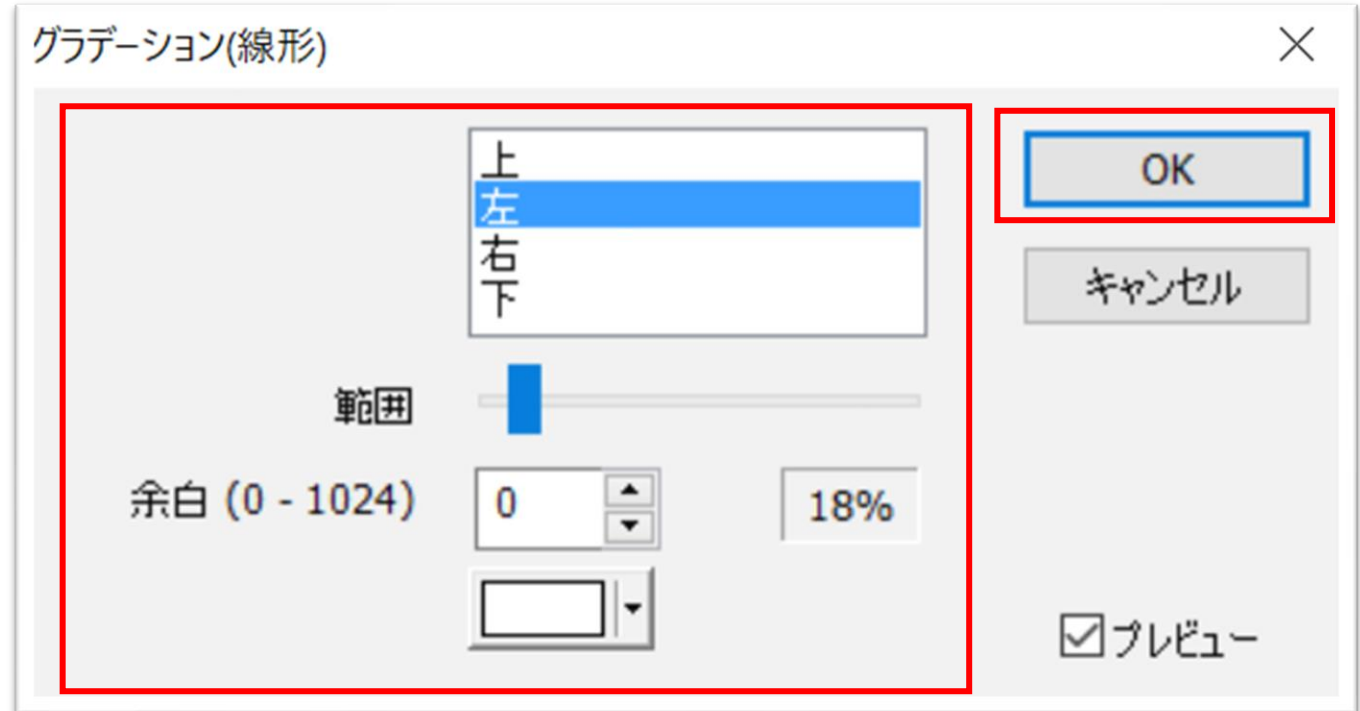 グラデーション(線形)
上
左
右
下
範囲
余白 (0 - 1024)
0
18%
OK
キャンセル
プレビュー